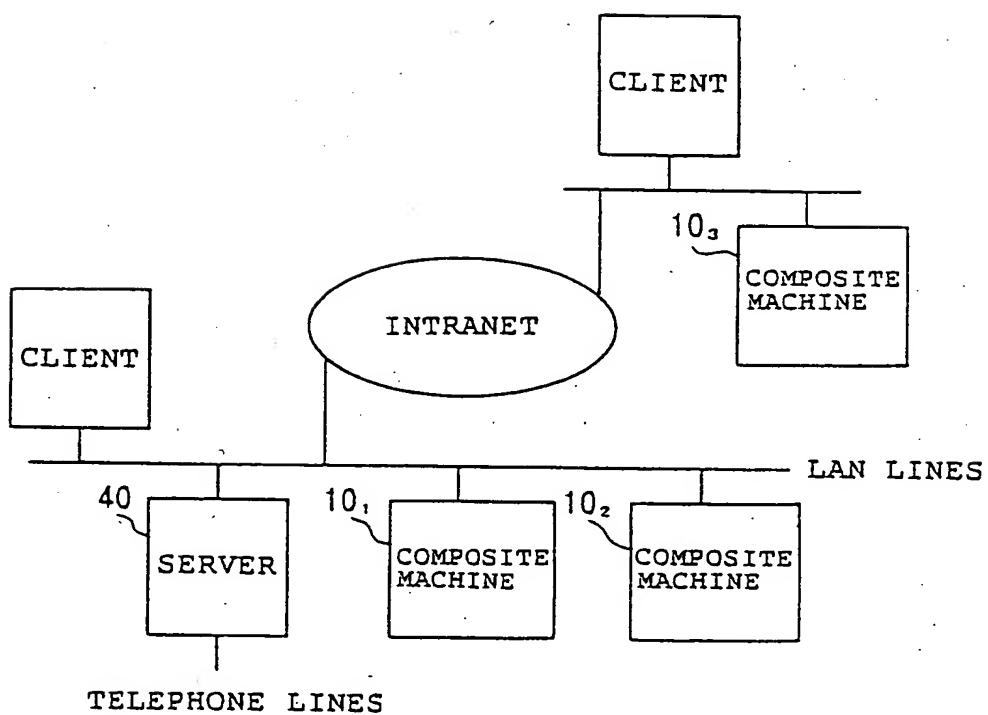 CLIENT
10₃
COMPOSITE
MACHINE
INTRANET
CLIENT
LAN LINES
40
SERVER
10₁
COMPOSITE
MACHINE
10₂
COMPOSITE
MACHINE
TELEPHONE LINES